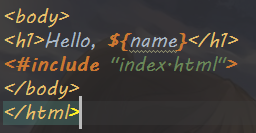 <body>
<h1>Hello, ${name}</h1>
<#include "index.html">
</body>
</html>